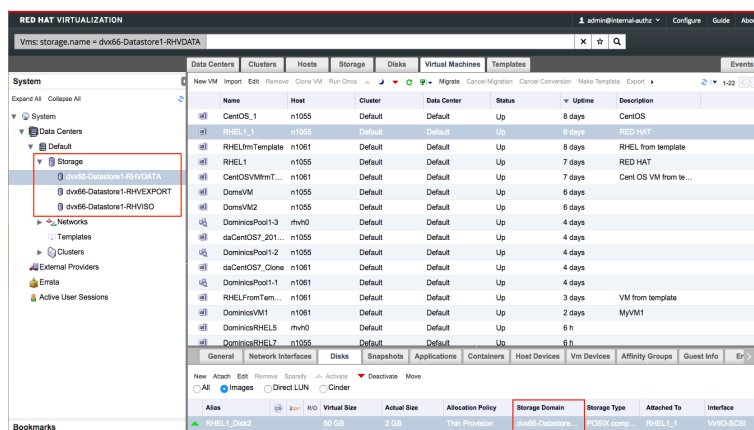 RED HAT VIRTUALIZATION admin@internal-authz Configure Guide
Vms: storage.name = dvx66-Datastore1-RHVDATA
Data Centers Clusters Hosts Storage Disks Virtual Machines Templates Events
System
New VM Import Edit Remove Clone VM Run Once Migrate Cancel Migration Cancel Conversion Make Template Export 1-22
Expand All Collapse All
Name Host Cluster Data Center Status Uptime Description
System
CentOS_1 n1055 Default Default Up 8 days CentOS
Data Centers
RHEL1_1 n1055 Default Default Up 8 days RED HAT
Default
RHELfrmTemplate n1061 Default Default Up 8 days RHEL from template
Storage
RHEL1 n1055 Default Default Up 7 days RED HAT
dvx66-Datastore1-RHVDATA
CentOSVMfrmT... n1061 Default Default Up 7 days Cent OS VM from te...
dvx66-Datastore1-RHVEXPORT
DomsVM n1055 Default Default Up 6 days
dvx66-Datastore1-RHVISO
DomsVM2 n1055 Default Default Up 6 days
Networks
DominicsPool1-3 rhvh0 Default Default Up 4 days
Templates
daCentOS7_201... n1055 Default Default Up 4 days
Clusters
DominicsPool1-2 n1055 Default Default Up 4 days
External Providers
daCentOS7_Clone n1061 Default Default Up 4 days
Errata
DominicsPool1-1 n1061 Default Default Up 4 days
Active User Sessions
RHELFromTem... n1061 Default Default Up 3 days VM from template
DominicsVM1 n1061 Default Default Up 2 days MyVM1
DominicsRHEL5 rhvh0 Default Default Up 6 h
DominicsRHEL7 n1055 Default Default Up 6 h
General Network Interfaces Disks Snapshots Applications Containers Host Devices Vm Devices Affinity Groups Guest Info
New Attach Edit Remove Sparsify Activate Deactivate Move
All Images Direct LUN Cinder
Alias R/O Virtual Size Actual Size Allocation Policy Storage Domain Storage Type Attached To Interface
RHEL1_Disk2 50 GB 2 GB Thin Provision dvx66-Datastore... POSIX comp... RHEL1_1 VirtIO-SCSI
Bookmarks